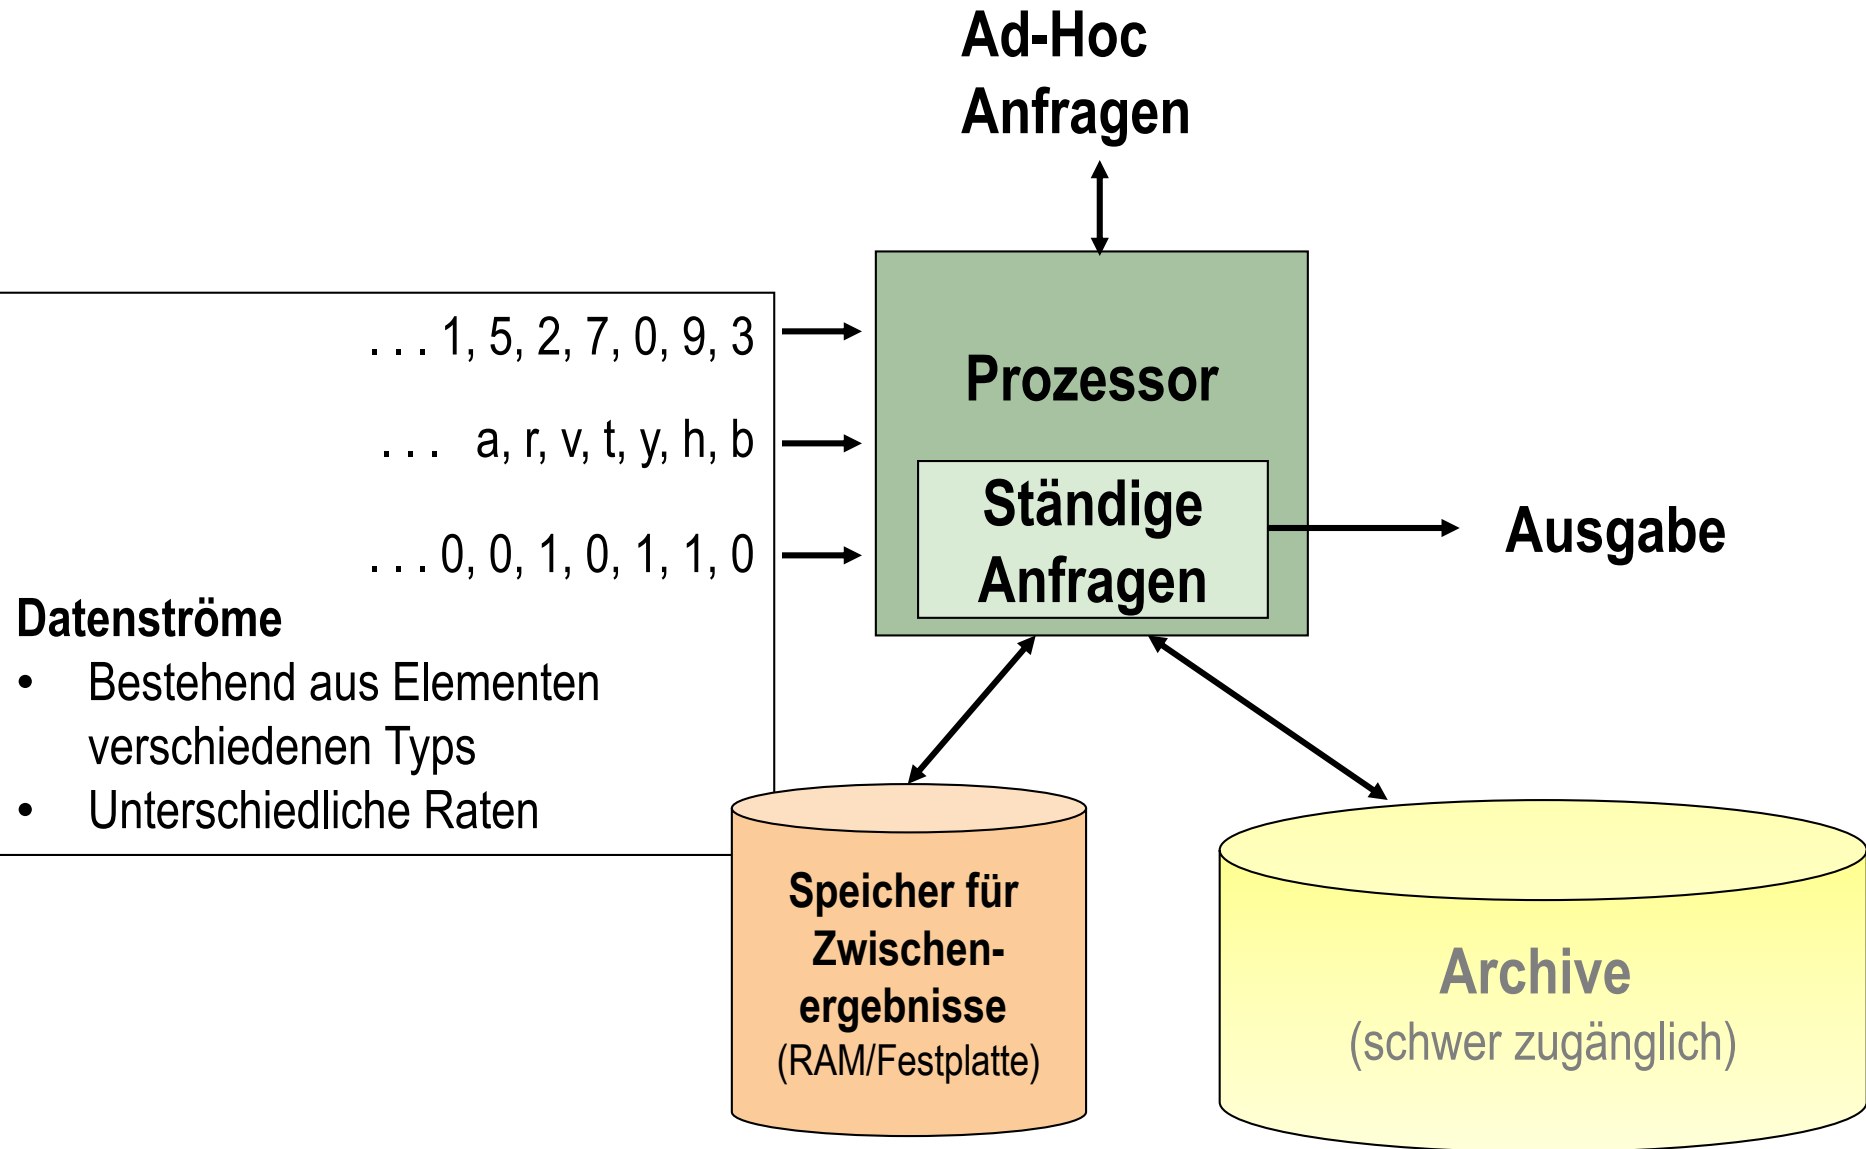 Ad-Hoc
Anfragen
. . . 1, 5, 2, 7, 0, 9, 3
. . . a, r, v, t, y, h, b
. . . 0, 0, 1, 0, 1, 1, 0
Datenströme
• Bestehend aus Elementen
verschiedenen Typs
• Unterschiedliche Raten
Prozessor
Ständige
Anfragen
Ausgabe
Speicher für
Zwischen-
ergebnisse
(RAM/Festplatte)
Archive
(schwer zugänglich)